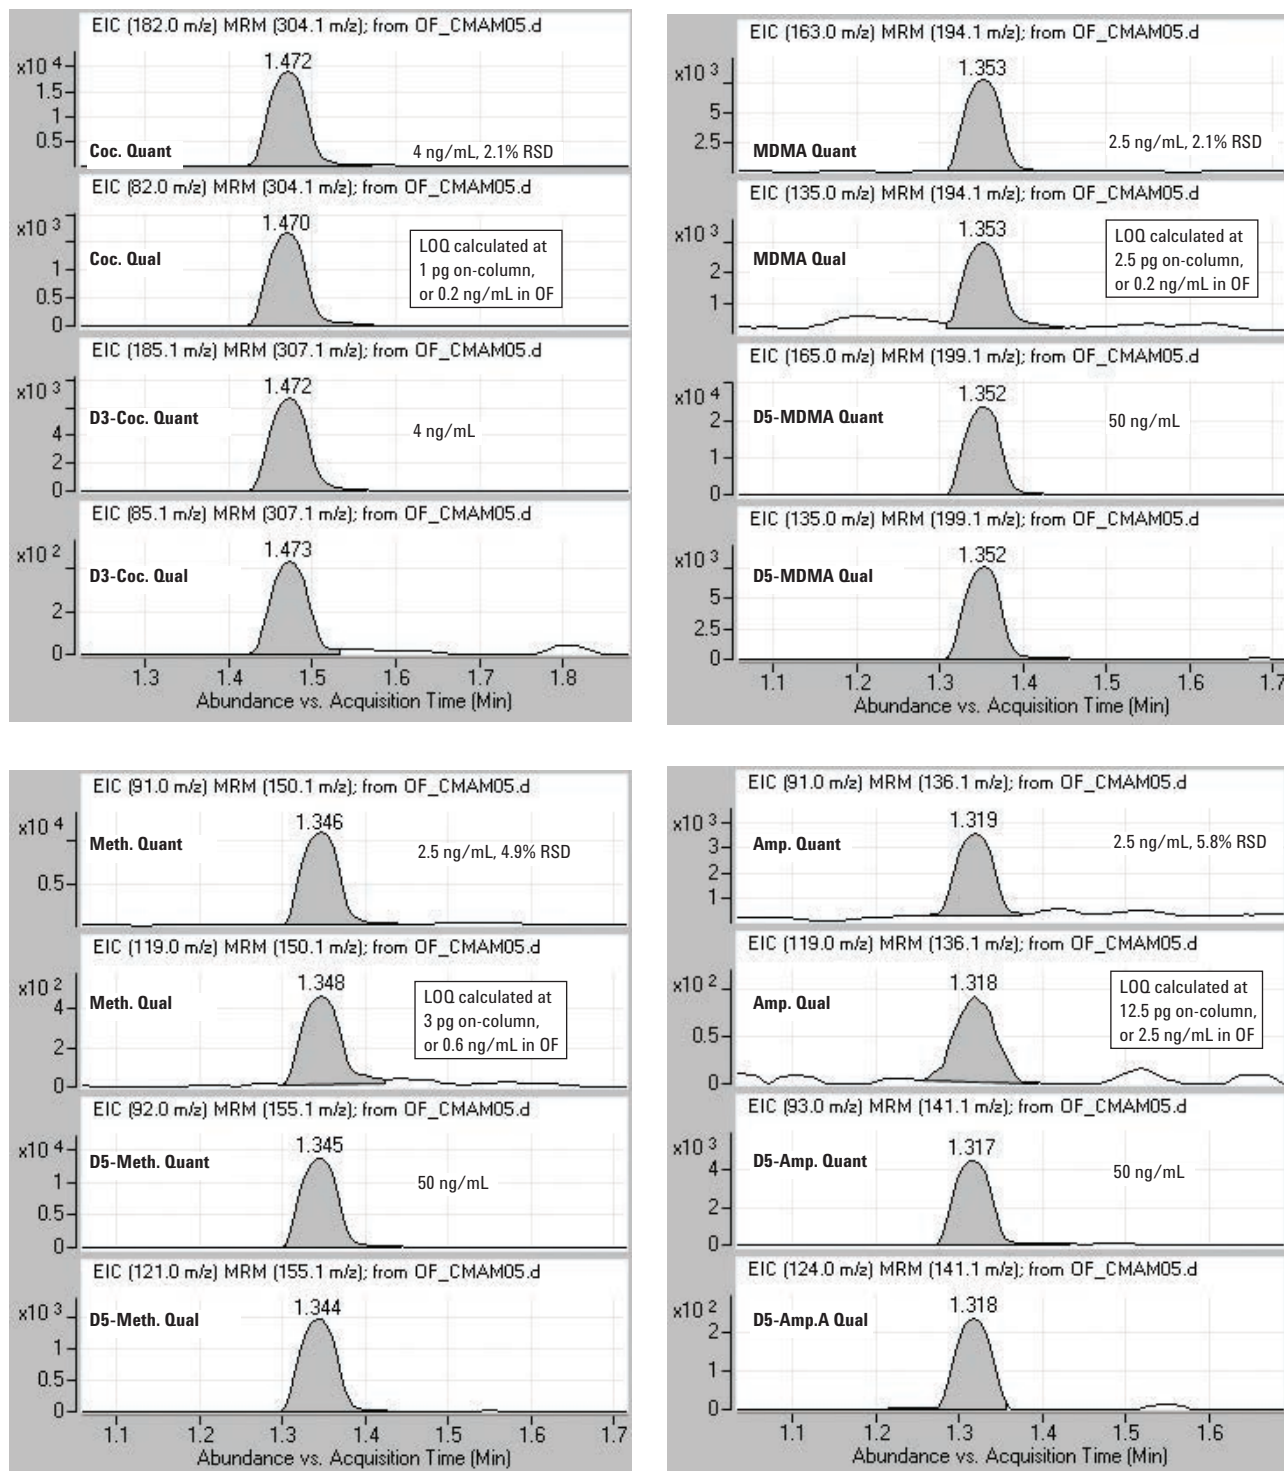 EIC (182.0 m/z) MRM (304.1 m/z); from OF_CMAM05.d
x10 4
1.472
1.5
1
0.5
Coc. Quant
4 ng/mL, 2.1% RSD
EIC (82.0 m/z) MRM (304.1 m/z); from OF_CMAM05.d
x10 3
1.470
1
0.5
0
Coc. Qual
LOQ calculated at
1 pg on-column,
or 0.2 ng/mL in OF
EIC (185.1 m/z) MRM (307.1 m/z); from OF_CMAM05.d
x10 3
1.472
4
2
0
D3-Coc. Quant
4 ng/mL
EIC (85.1 m/z) MRM (307.1 m/z); from OF_CMAM05.d
x10 2
1.473
2
0
D3-Coc. Qual
1.3 1.4 1.5 1.6 1.7 1.8
Abundance vs. Acquisition Time (Min)
EIC (163.0 m/z) MRM (194.1 m/z); from OF_CMAM05.d
x10 3
1.353
5
2.5
MDMA Quant
2.5 ng/mL, 2.1% RSD
EIC (135.0 m/z) MRM (194.1 m/z); from OF_CMAM05.d
x10 3
1.353
2
1
MDMA Qual
LOQ calculated at
2.5 pg on-column,
or 0.2 ng/mL in OF
EIC (165.0 m/z) MRM (199.1 m/z); from OF_CMAM05.d
x10 4
1.352
2
1
0
D5-MDMA Quant
50 ng/mL
EIC (135.0 m/z) MRM (199.1 m/z); from OF_CMAM05.d
x10 3
1.352
5
2.5
0
D5-MDMA Qual
1.1 1.2 1.3 1.4 1.5 1.6 1.7
Abundance vs. Acquisition Time (Min)
EIC (91.0 m/z) MRM (150.1 m/z); from OF_CMAM05.d
x10 4
1.346
0.5
Meth. Quant
2.5 ng/mL, 4.9% RSD
EIC (119.0 m/z) MRM (150.1 m/z); from OF_CMAM05.d
x10 2
1.348
4
2
0
Meth. Qual
LOQ calculated at
3 pg on-column,
or 0.6 ng/mL in OF
EIC (92.0 m/z) MRM (155.1 m/z); from OF_CMAM05.d
x10 4
1.345
1
0.5
0
D5-Meth. Quant
50 ng/mL
EIC (121.0 m/z) MRM (155.1 m/z); from OF_CMAM05.d
x10 3
1.344
1
0.5
0
D5-Meth. Qual
1.1 1.2 1.3 1.4 1.5 1.6 1.7
Abundance vs. Acquisition Time (Min)
EIC (91.0 m/z) MRM (136.1 m/z); from OF_CMAM05.d
x10 3
1.319
3
2
1
Amp. Quant
2.5 ng/mL, 5.8% RSD
EIC (119.0 m/z) MRM (136.1 m/z); from OF_CMAM05.d
x10 2
1.318
0.5
0
Amp. Qual
LOQ calculated at
12.5 pg on-column,
or 2.5 ng/mL in OF
EIC (93.0 m/z) MRM (141.1 m/z); from OF_CMAM05.d
x10 3
1.317
4
2
0
D5-Amp. Quant
50 ng/mL
EIC (124.0 m/z) MRM (141.1 m/z); from OF_CMAM05.d
x10 2
1.318
2
1
0
D5-Amp.A Qual
1.1 1.2 1.3 1.4 1.5 1.6
Abundance vs. Acquisition Time (Min)